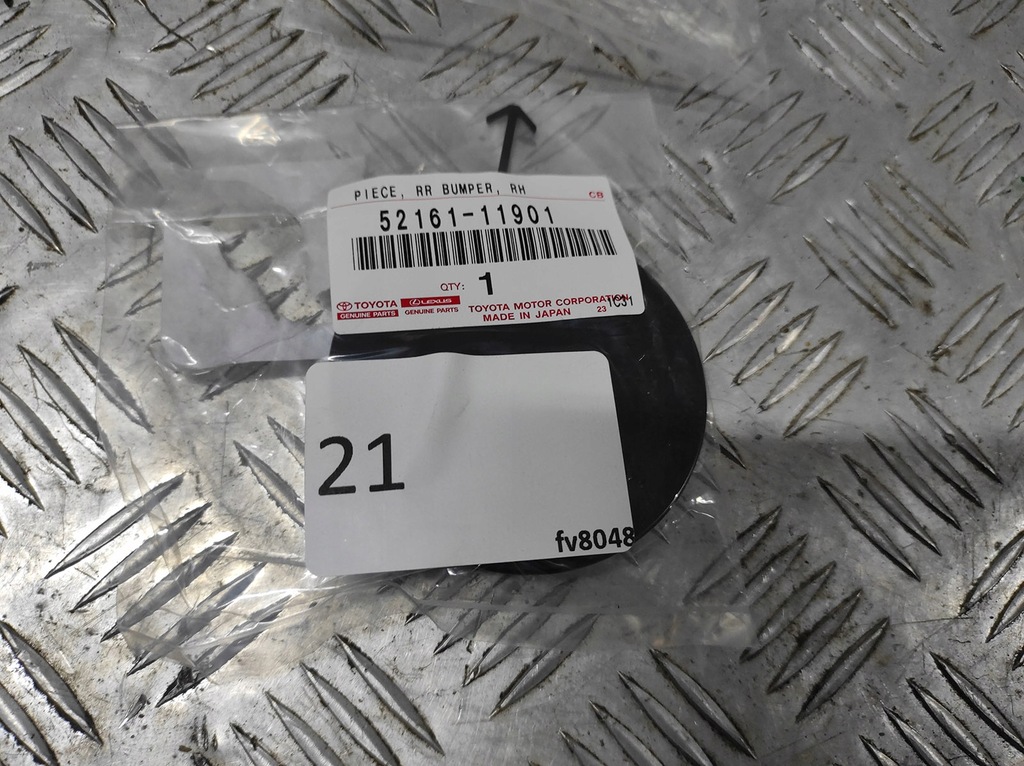 PIECE, RR BUMPER, RH
52161-11901
QTY: 1
TOYOTA LEXUS TOYOTA MOTOR CORPORATION
GENUINE PARTS GENUINE PARTS MADE IN JAPAN 23
21
fv8048